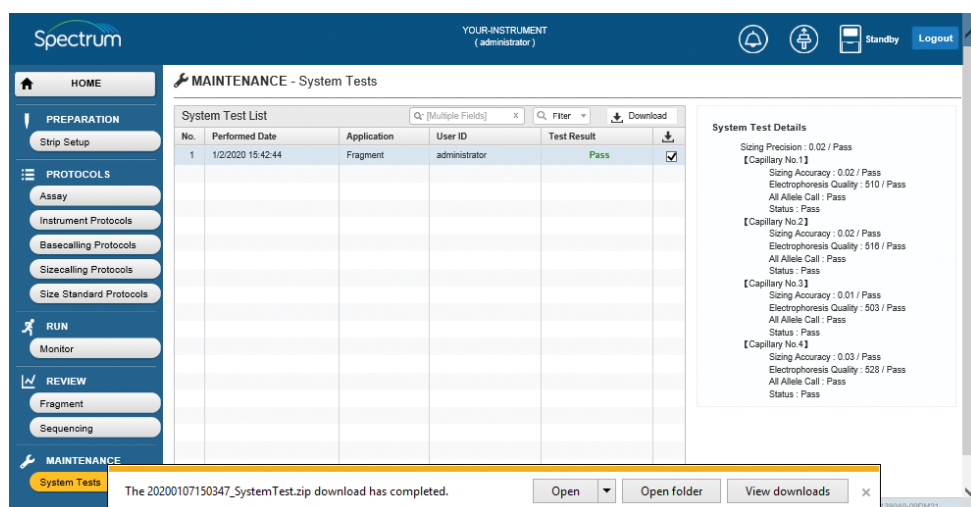 Spectrum
YOUR-INSTRUMENT
( administrator )
Standby
Logout
HOME
MAINTENANCE - System Tests
PREPARATION
Strip Setup
PROTOCOLS
Assay
Instrument Protocols
Basecalling Protocols
Sizecalling Protocols
Size Standard Protocols
RUN
Monitor
REVIEW
Fragment
Sequencing
MAINTENANCE
System Tests
System Test List
[Multiple Fields] x
Filter
Download
No. Performed Date Application User ID Test Result
1 1/2/2020 15:42:44 Fragment administrator Pass
System Test Details
Sizing Precision : 0.02 / Pass
【Capillary No.1】
Sizing Accuracy : 0.02 / Pass
Electrophoresis Quality : 510 / Pass
All Allele Call : Pass
Status : Pass
【Capillary No.2】
Sizing Accuracy : 0.02 / Pass
Electrophoresis Quality : 516 / Pass
All Allele Call : Pass
Status : Pass
【Capillary No.3】
Sizing Accuracy : 0.01 / Pass
Electrophoresis Quality : 503 / Pass
All Allele Call : Pass
Status : Pass
【Capillary No.4】
Sizing Accuracy : 0.03 / Pass
Electrophoresis Quality : 528 / Pass
All Allele Call : Pass
Status : Pass
The 20200107150347_SystemTest.zip download has completed.
Open
Open folder
View downloads
×